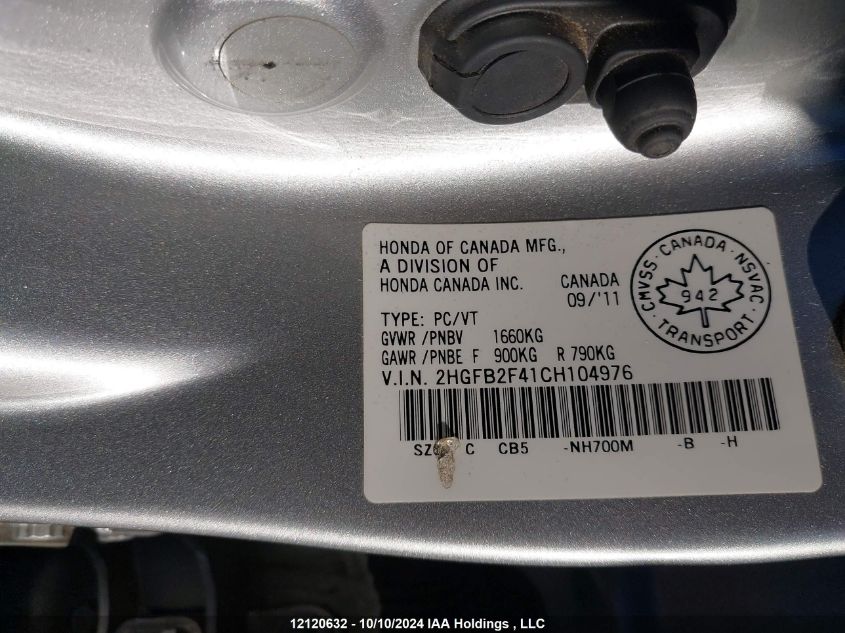 HONDA OF CANADA MFG.,
A DIVISION OF
HONDA CANADA INC.
CANADA
09/'11
TYPE: PC/VT
GVWR /PNBV 1660KG
GAWR /PNBE F 900KG R 790KG
V.I.N. 2HGFB2F41CH104976
C CB5 -NH700M -B -H
CMVSS · CANADA · NSVAC
942
TRANSPORT
12120632 - 10/10/2024 IAA Holdings , LLC